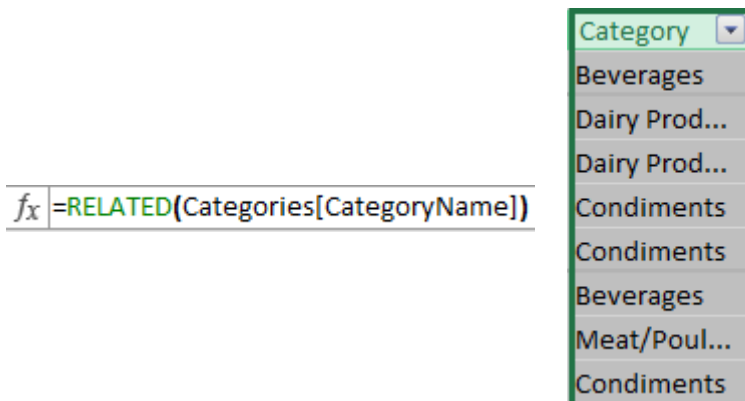 fx =RELATED(Categories[CategoryName])
Category
Beverages
Dairy Prod...
Dairy Prod...
Condiments
Condiments
Beverages
Meat/Poul...
Condiments